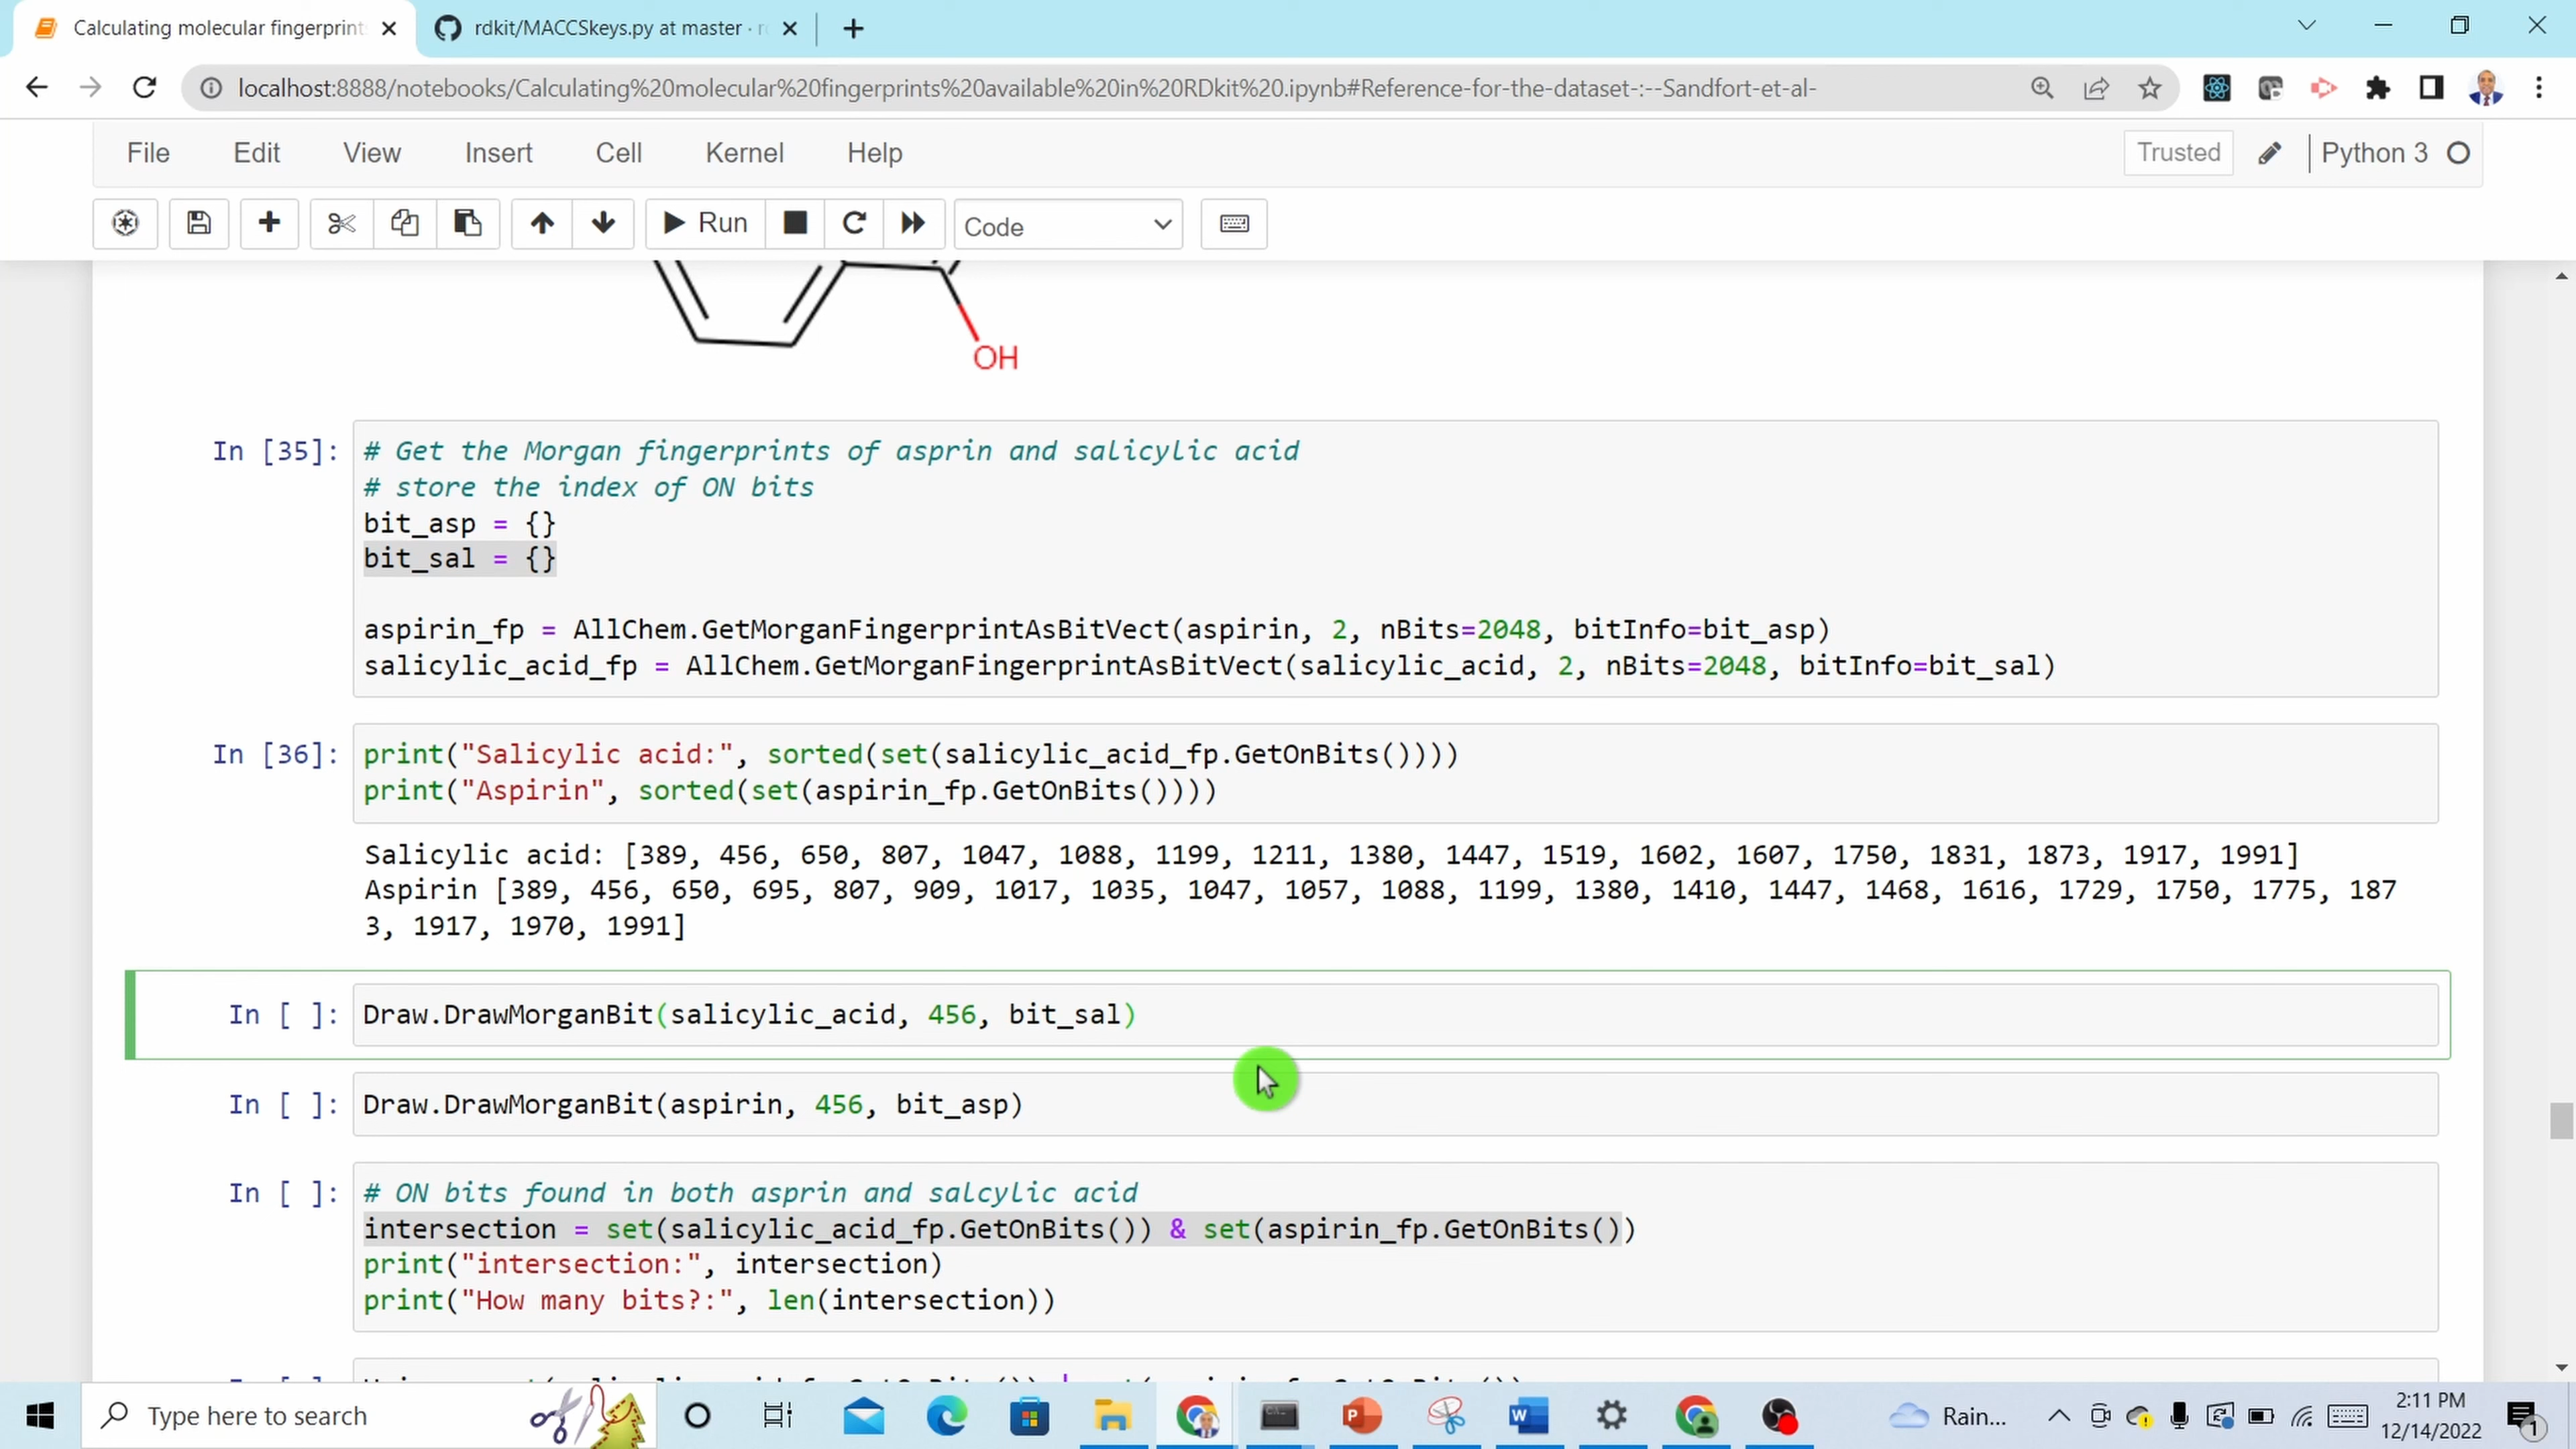 Calculating molecular fingerprint
rdkit/MACCSkeys.py at master · r
localhost:8888/notebooks/Calculating%20molecular%20fingerprints%20available%20in%20RDkit%20.ipynb#Reference-for-the-dataset-:--Sandfort-et-al-
File Edit View Insert Cell Kernel Help Trusted Python 3
Run Code
OH
In [35]: # Get the Morgan fingerprints of asprin and salicylic acid
# store the index of ON bits
bit_asp = {}
bit_sal = {}
aspirin_fp = AllChem.GetMorganFingerprintAsBitVect(aspirin, 2, nBits=2048, bitInfo=bit_asp)
salicylic_acid_fp = AllChem.GetMorganFingerprintAsBitVect(salicylic_acid, 2, nBits=2048, bitInfo=bit_sal)
In [36]: print("Salicylic acid:", sorted(set(salicylic_acid_fp.GetOnBits())))
print("Aspirin", sorted(set(aspirin_fp.GetOnBits())))
Salicylic acid: [389, 456, 650, 807, 1047, 1088, 1199, 1211, 1380, 1447, 1519, 1602, 1607, 1750, 1831, 1873, 1917, 1991]
Aspirin [389, 456, 650, 695, 807, 909, 1017, 1035, 1047, 1057, 1088, 1199, 1380, 1410, 1447, 1468, 1616, 1729, 1750, 1775, 187
3, 1917, 1970, 1991]
In [ ]: Draw.DrawMorganBit(salicylic_acid, 456, bit_sal)
In [ ]: Draw.DrawMorganBit(aspirin, 456, bit_asp)
In [ ]: # ON bits found in both asprin and salcylic acid
intersection = set(salicylic_acid_fp.GetOnBits()) & set(aspirin_fp.GetOnBits())
print("intersection:", intersection)
print("How many bits?:", len(intersection))
Type here to search
Rain...
2:11 PM
12/14/2022
1